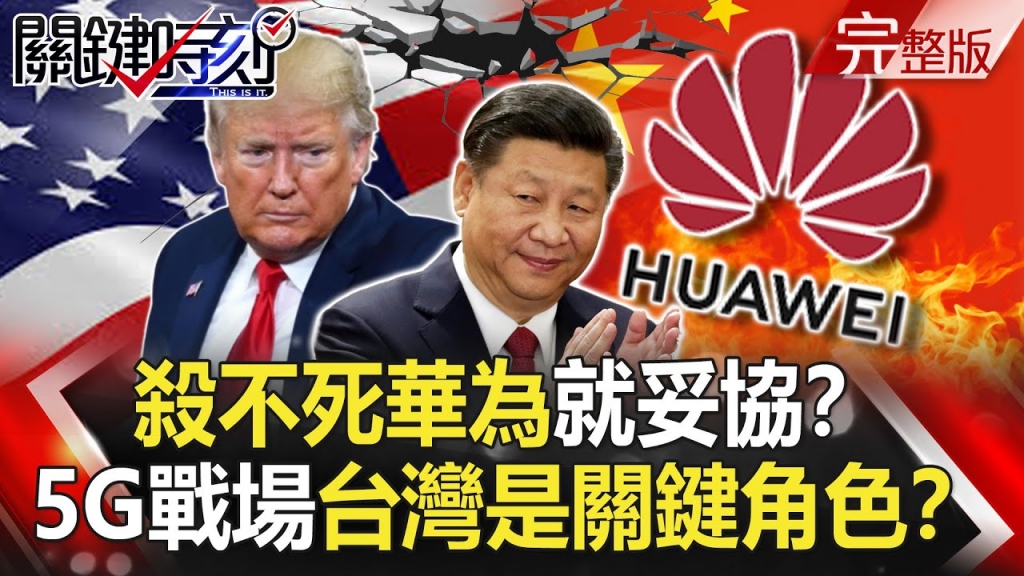 關鍵時刻
THIS IS IT.
完整版
HUAWEI
殺不死華為就妥協?
5G戰場台灣是關鍵角色?